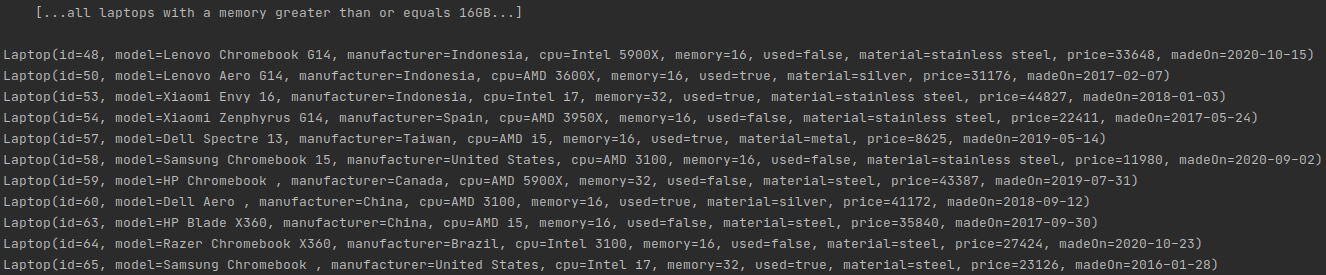 [...all laptops with a memory greater than or equals 16GB...]
Laptop(id=48, model=Lenovo Chromebook G14, manufacturer=Indonesia, cpu=Intel 5900X, memory=16, used=false, material=stainless steel, price=33648, madeOn=2020-10-15)
Laptop(id=50, model=Lenovo Aero G14, manufacturer=Indonesia, cpu=AMD 3600X, memory=16, used=true, material=silver, price=31176, madeOn=2017-02-07)
Laptop(id=53, model=Xiaomi Envy 16, manufacturer=Indonesia, cpu=Intel i7, memory=32, used=true, material=stainless steel, price=44827, madeOn=2018-01-03)
Laptop(id=54, model=Xiaomi Zenphyrus G14, manufacturer=Spain, cpu=AMD 3950X, memory=16, used=false, material=stainless steel, price=22411, madeOn=2017-05-24)
Laptop(id=57, model=Dell Spectre 13, manufacturer=Taiwan, cpu=AMD i5, memory=16, used=true, material=metal, price=8625, madeOn=2019-05-14)
Laptop(id=58, model=Samsung Chromebook 15, manufacturer=United States, cpu=AMD 3100, memory=16, used=false, material=stainless steel, price=11980, madeOn=2020-09-02)
Laptop(id=59, model=HP Chromebook , manufacturer=Canada, cpu=AMD 5900X, memory=32, used=false, material=steel, price=43387, madeOn=2019-07-31)
Laptop(id=60, model=Dell Aero , manufacturer=China, cpu=AMD 3100, memory=16, used=true, material=silver, price=41172, madeOn=2018-09-12)
Laptop(id=63, model=HP Blade X360, manufacturer=China, cpu=AMD i5, memory=16, used=false, material=steel, price=35840, madeOn=2017-09-30)
Laptop(id=64, model=Razer Chromebook X360, manufacturer=Brazil, cpu=Intel 3100, memory=16, used=false, material=steel, price=27424, madeOn=2020-10-23)
Laptop(id=65, model=Samsung Chromebook , manufacturer=United States, cpu=Intel i7, memory=32, used=true, material=steel, price=23126, madeOn=2016-01-28)